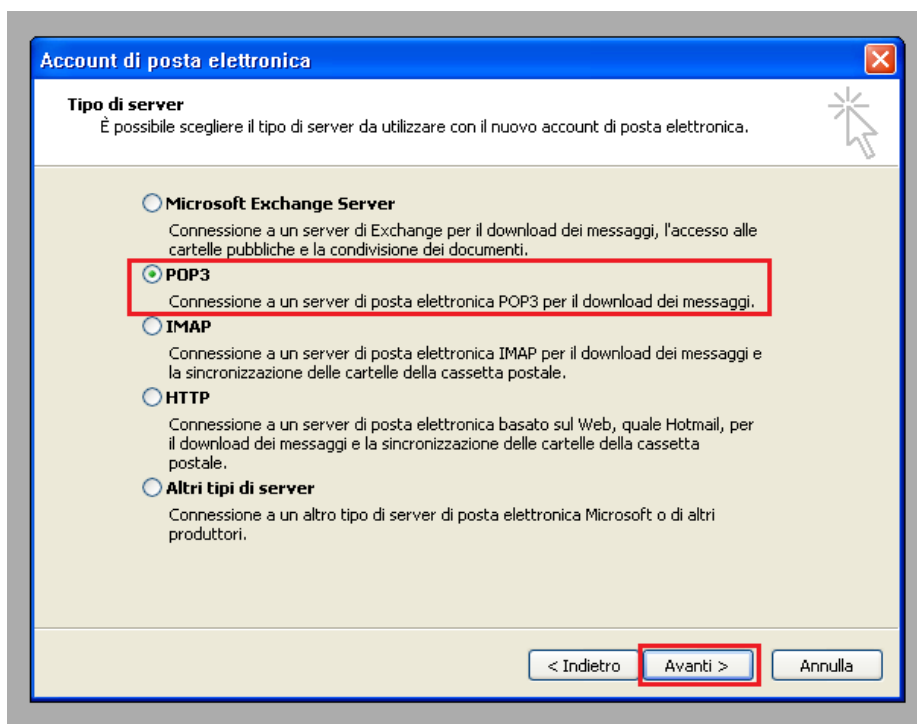 Account di posta elettronica
Tipo di server
È possibile scegliere il tipo di server da utilizzare con il nuovo account di posta elettronica.
Microsoft Exchange Server
Connessione a un server di Exchange per il download dei messaggi, l'accesso alle
cartelle pubbliche e la condivisione dei documenti.
POP3
Connessione a un server di posta elettronica POP3 per il download dei messaggi.
IMAP
Connessione a un server di posta elettronica IMAP per il download dei messaggi e
la sincronizzazione delle cartelle della cassetta postale.
HTTP
Connessione a un server di posta elettronica basato sul Web, quale Hotmail, per
il download dei messaggi e la sincronizzazione delle cartelle della cassetta
postale.
Altri tipi di server
Connessione a un altro tipo di server di posta elettronica Microsoft o di altri
produttori.
< Indietro Avanti > Annulla